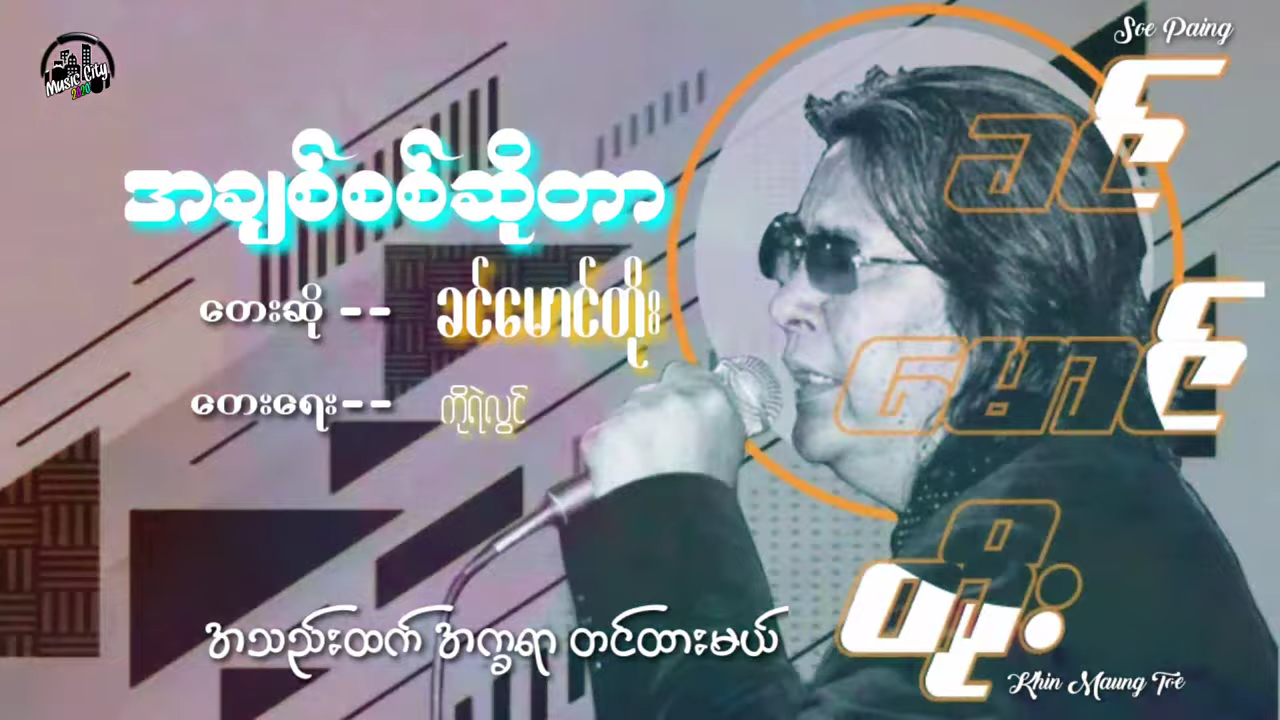 Music City
2020
Soe Paing
အချစ်စစ်ဆိုတာ
တေးဆို -- ခင်မောင်တိုး
တေးရေး-- ကိုရဲလွင်
ခင်
မောင်
တိုး
အသည်းထက် အက္ခရာ တင်ထားမယ်
Khin Maung Toe